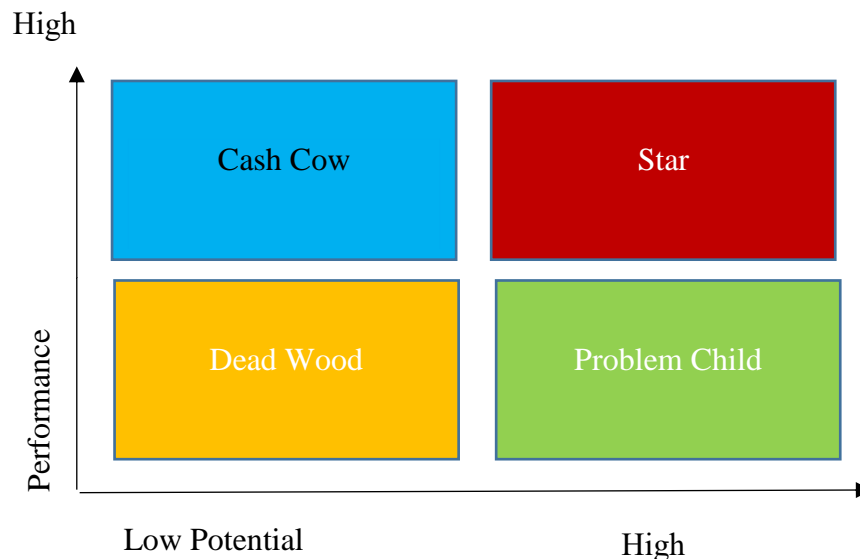 High
Cash Cow
Star
Dead Wood
Problem Child
Performance
Low Potential
High